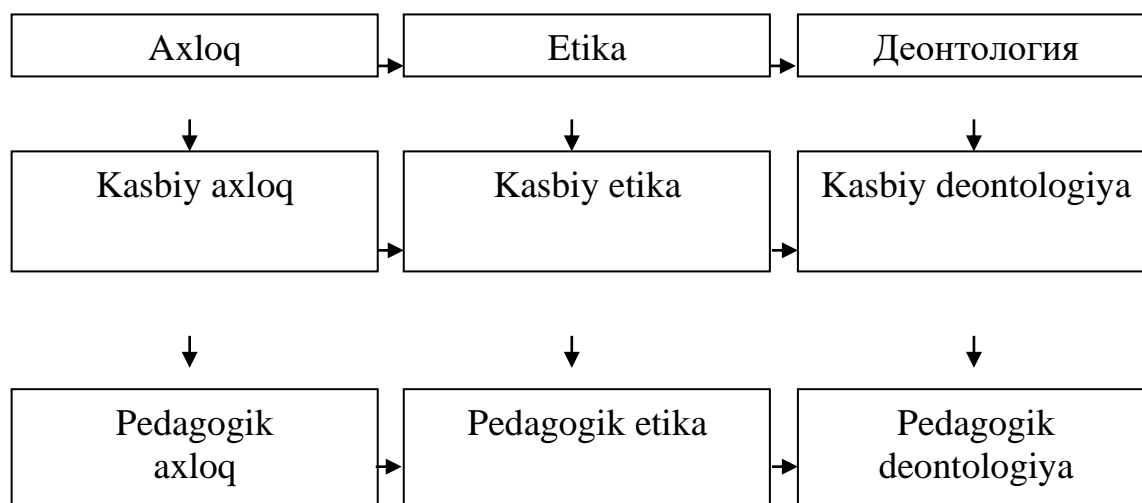 Axloq
Etika
Деонтология
Kasbiy axloq
Kasbiy etika
Kasbiy deontologiya
Pedagogik
axloq
Pedagogik etika
Pedagogik
deontologiya